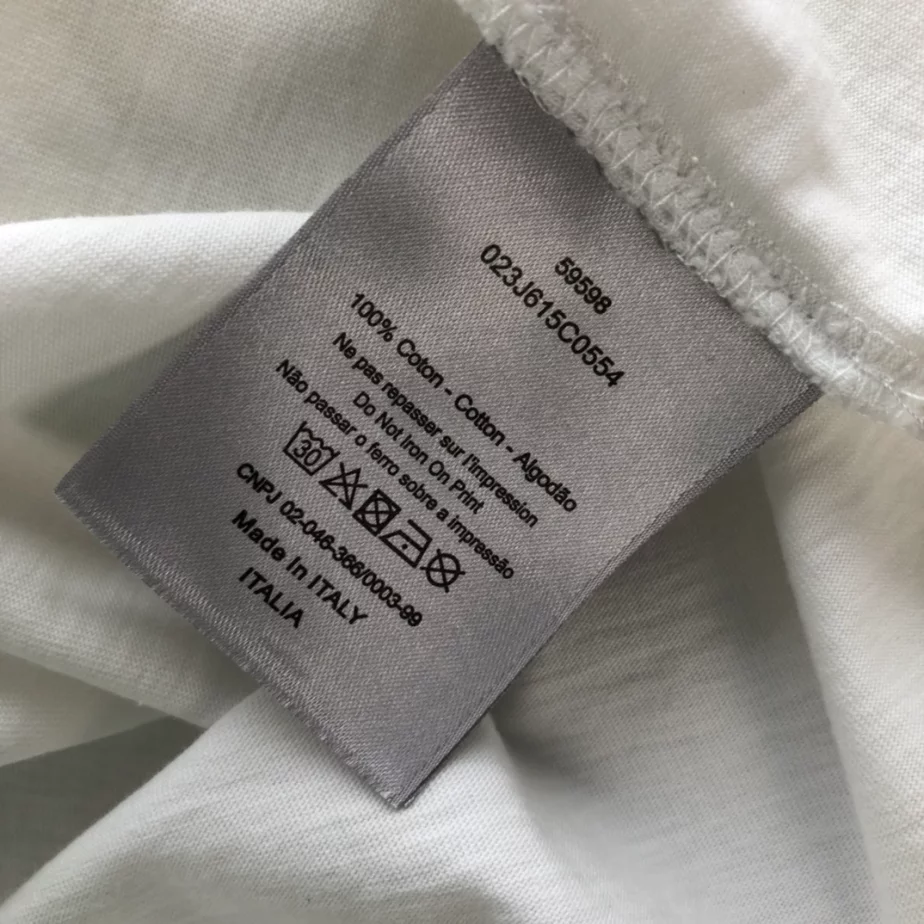 59598
023J615C0554
100% Coton - Cotton - Algodão
Ne pas repasser sur l'impression
Do Not Iron On Print
Não passar o ferro sobre a impressão
30
CNPJ 02-046-366/0003-99
Made In ITALY
ITALIA